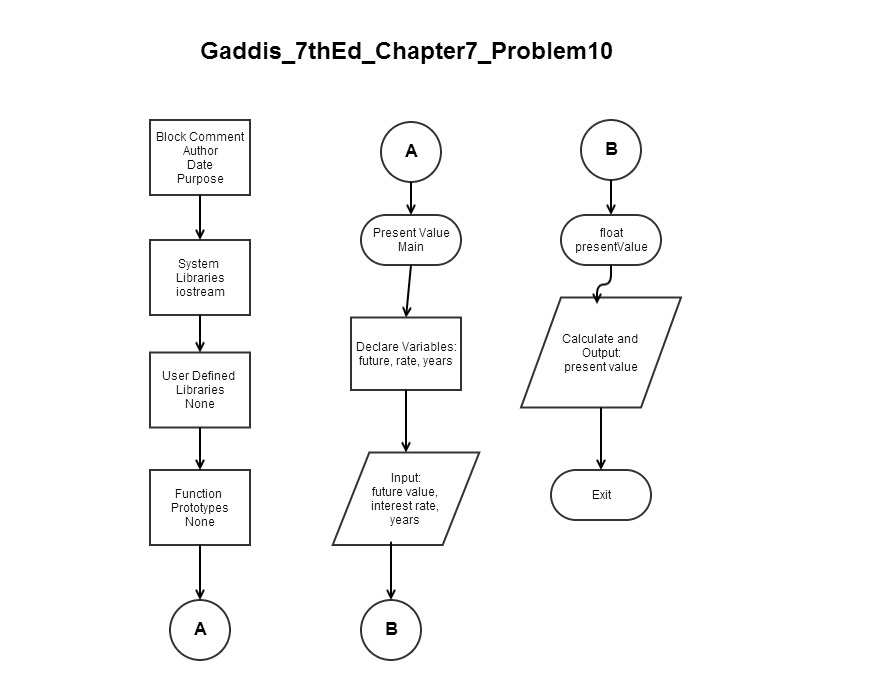 Gaddis_7thEd_Chapter7_Problem10
Block Comment
Author
Date
Purpose
System
Libraries
iostream
User Defined
Libraries
None
Function
Prototypes
None
A
A
Present Value
Main
Declare Variables:
future, rate, years
Input:
future value,
interest rate,
years
B
B
float
presentValue
Calculate and
Output:
present value
Exit